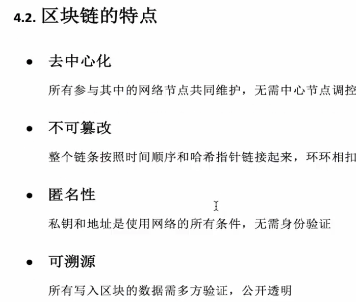 4.2. 区块链的特点
• 去中心化
所有参与其中的网络节点共同维护，无需中心节点调控
• 不可篡改
整个链条按照时间顺序和哈希指针链接起来，环环相扣
• 匿名性
私钥和地址是使用网络的所有条件，无需身份验证
• 可溯源
所有写入区块的数据需多方验证，公开透明